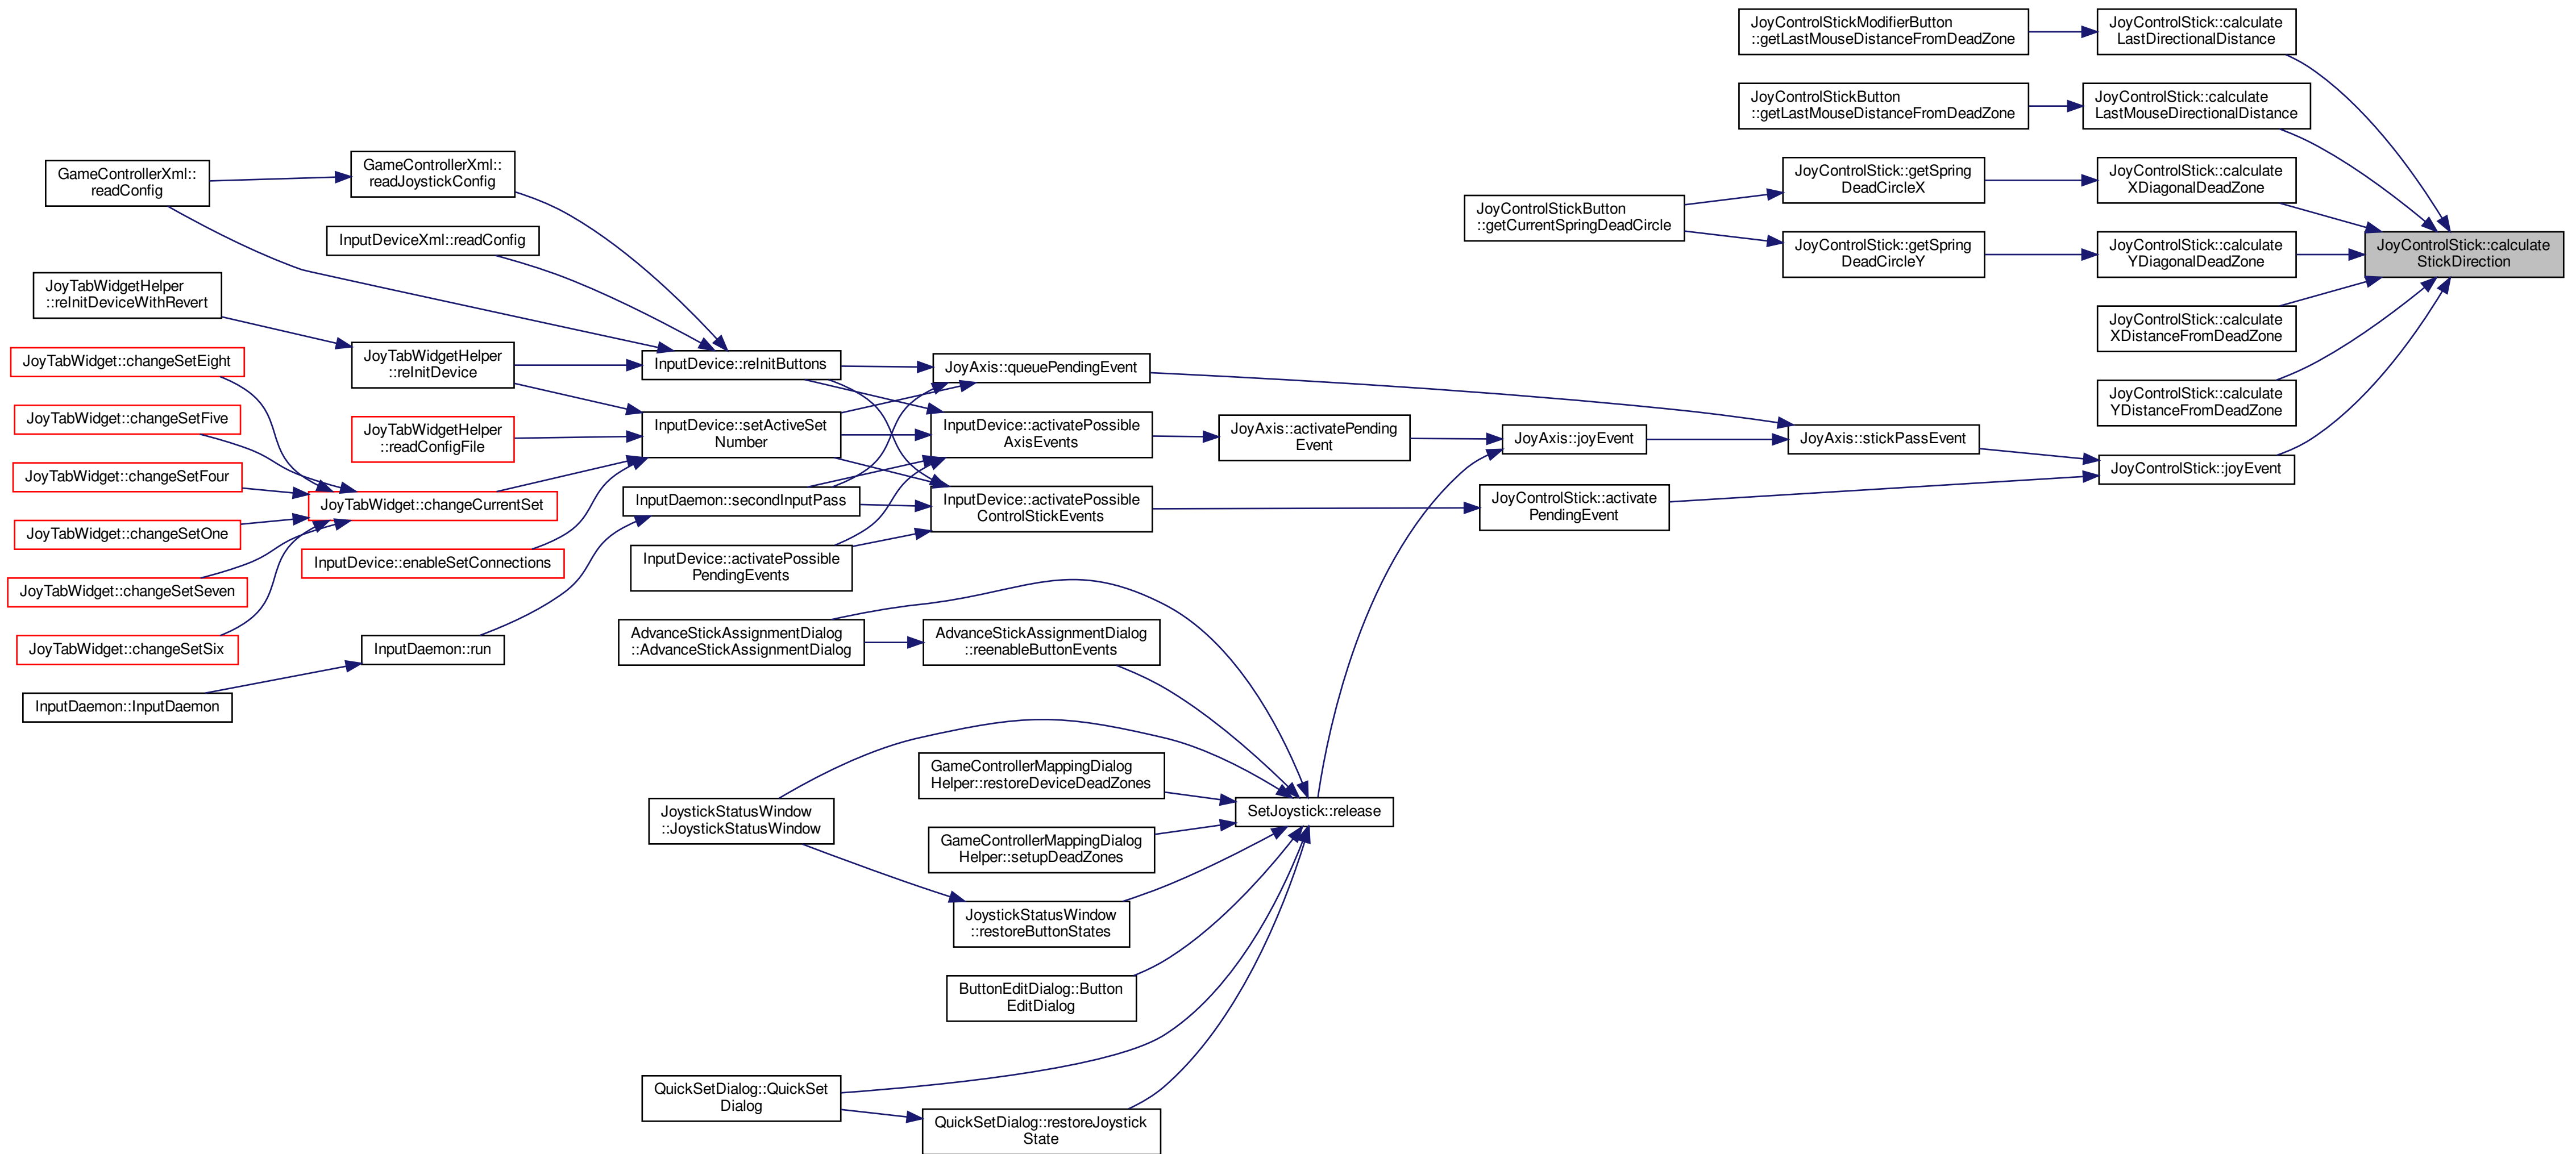 JoyControlStickModifierButton
::getLastMouseDistanceFromDeadZone
JoyControlStick::calculate
LastDirectionalDistance
JoyControlStickButton
::getLastMouseDistanceFromDeadZone
JoyControlStick::calculate
LastMouseDirectionalDistance
GameControllerXml::
readConfig
GameControllerXml::
readJoystickConfig
JoyControlStick::getSpring
DeadCircleX
JoyControlStick::calculate
XDiagonalDeadZone
JoyControlStickButton
::getCurrentSpringDeadCircle
InputDeviceXml::readConfig
JoyControlStick::getSpring
DeadCircleY
JoyControlStick::calculate
YDiagonalDeadZone
JoyControlStick::calculate
StickDirection
JoyTabWidgetHelper
::reInitDeviceWithRevert
JoyControlStick::calculate
XDistanceFromDeadZone
JoyTabWidget::changeSetEight
JoyTabWidgetHelper
::reInitDevice
InputDevice::reInitButtons
JoyAxis::queuePendingEvent
JoyControlStick::calculate
YDistanceFromDeadZone
JoyTabWidget::changeSetFive
JoyTabWidgetHelper
::readConfigFile
InputDevice::setActiveSet
Number
InputDevice::activatePossible
AxisEvents
JoyAxis::activatePending
Event
JoyAxis::joyEvent
JoyAxis::stickPassEvent
JoyControlStick::joyEvent
JoyTabWidget::changeSetFour
JoyTabWidget::changeCurrentSet
InputDaemon::secondInputPass
InputDevice::activatePossible
ControlStickEvents
JoyControlStick::activate
PendingEvent
JoyTabWidget::changeSetOne
InputDevice::enableSetConnections
InputDevice::activatePossible
PendingEvents
JoyTabWidget::changeSetSeven
JoyTabWidget::changeSetSix
InputDaemon::run
AdvanceStickAssignmentDialog
::AdvanceStickAssignmentDialog
AdvanceStickAssignmentDialog
::reenableButtonEvents
InputDaemon::InputDaemon
GameControllerMappingDialog
Helper::restoreDeviceDeadZones
JoystickStatusWindow
::JoystickStatusWindow
SetJoystick::release
GameControllerMappingDialog
Helper::setupDeadZones
JoystickStatusWindow
::restoreButtonStates
ButtonEditDialog::Button
EditDialog
QuickSetDialog::QuickSet
Dialog
QuickSetDialog::restoreJoystick
State